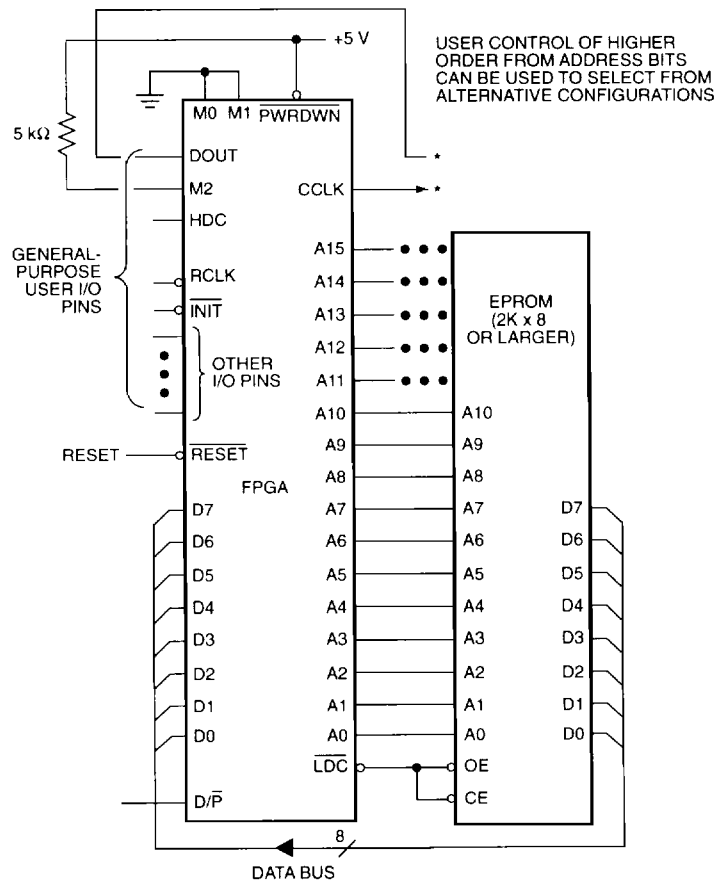 +5 V
USER CONTROL OF HIGHER
ORDER FROM ADDRESS BITS
CAN BE USED TO SELECT FROM
ALTERNATIVE CONFIGURATIONS
M0 M1 PWRDWN
5 kΩ
DOUT
*
M2
CCLK
*
HDC
GENERAL-
PURPOSE
USER I/O
PINS
RCLK
INIT
OTHER
I/O PINS
RESET
RESET
FPGA
D7
D6
D5
D4
D3
D2
D1
D0
D/P
A15
A14
A13
A12
A11
A10
A9
A8
A7
A6
A5
A4
A3
A2
A1
A0
LDC
EPROM
(2K x 8
OR LARGER)
A10
A9
A8
A7
A6
A5
A4
A3
A2
A1
A0
OE
CE
D7
D6
D5
D4
D3
D2
D1
D0
8
DATA BUS